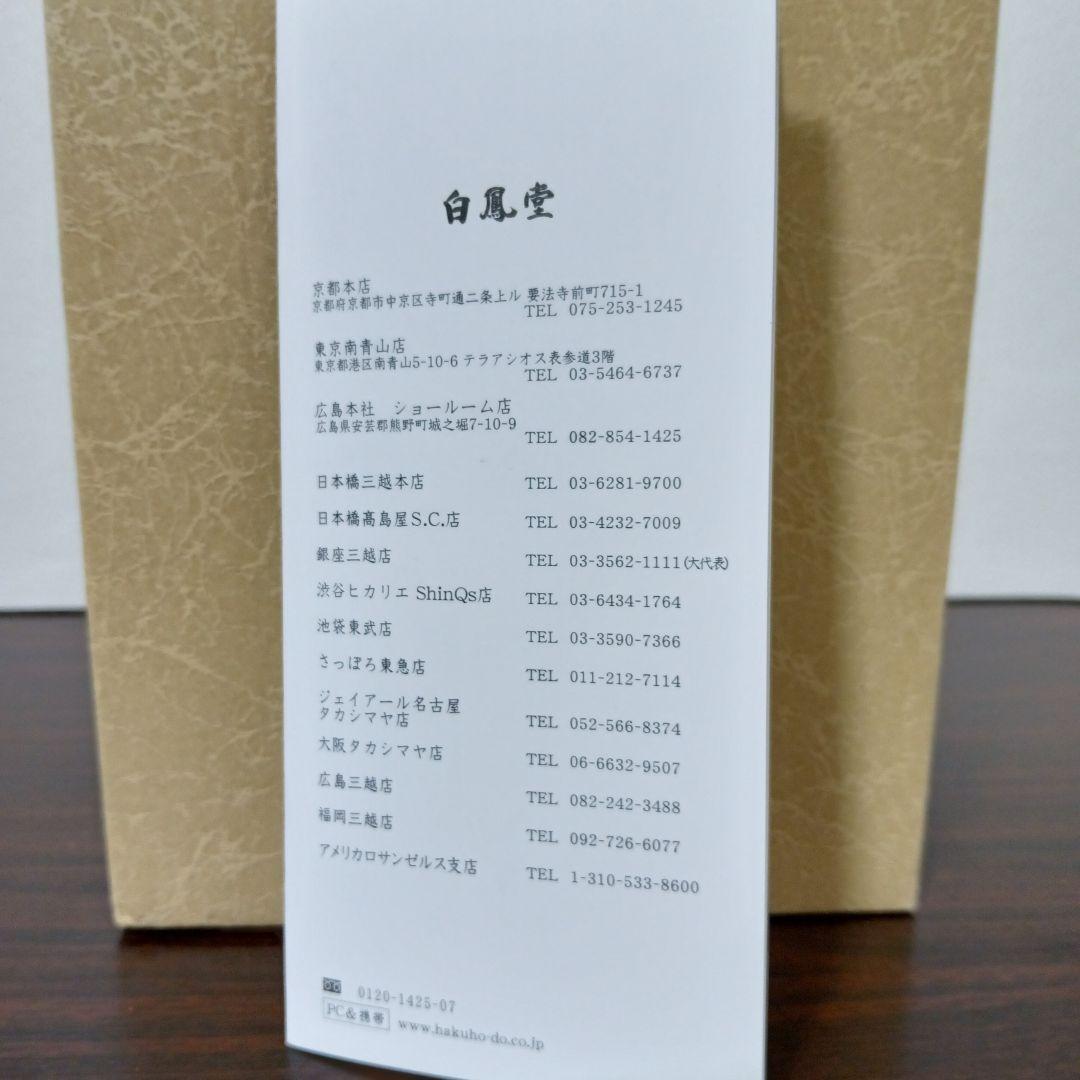 白鳳堂
京都本店
京都府京都市中京区寺町通二条上ル 要法寺前町715-1
TEL 075-253-1245
東京南青山店
東京都港区南青山5-10-6 テラアシオス表参道3階
TEL 03-5464-6737
広島本社 ショールーム店
広島県安芸郡熊野町城之堀7-10-9
TEL 082-854-1425
日本橋三越本店 TEL 03-6281-9700
日本橋髙島屋S.C.店 TEL 03-4232-7009
銀座三越店 TEL 03-3562-1111(大代表)
渋谷ヒカリエ ShinQs店 TEL 03-6434-1764
池袋東武店 TEL 03-3590-7366
さっぽろ東急店 TEL 011-212-7114
ジェイアール名古屋
タカシマヤ店 TEL 052-566-8374
大阪タカシマヤ店 TEL 06-6632-9507
広島三越店 TEL 082-242-3488
福岡三越店 TEL 092-726-6077
アメリカロサンゼルス支店 TEL 1-310-533-8600
0120-1425-07
PC&携帯 www.hakuho-do.co.jp